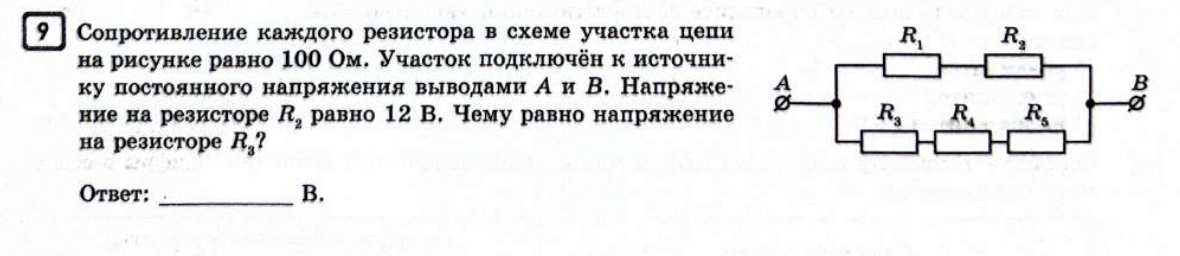 9 Сопротивление каждого резистора в схеме участка цепи
на рисунке равно 100 Ом. Участок подключён к источни-
ку постоянного напряжения выводами A и B. Напряже-
ние на резисторе R₂ равно 12 В. Чему равно напряжение
на резисторе R₃?
Ответ: ____________ В.
R₁ R₂
A B
R₃ R₄ R₅